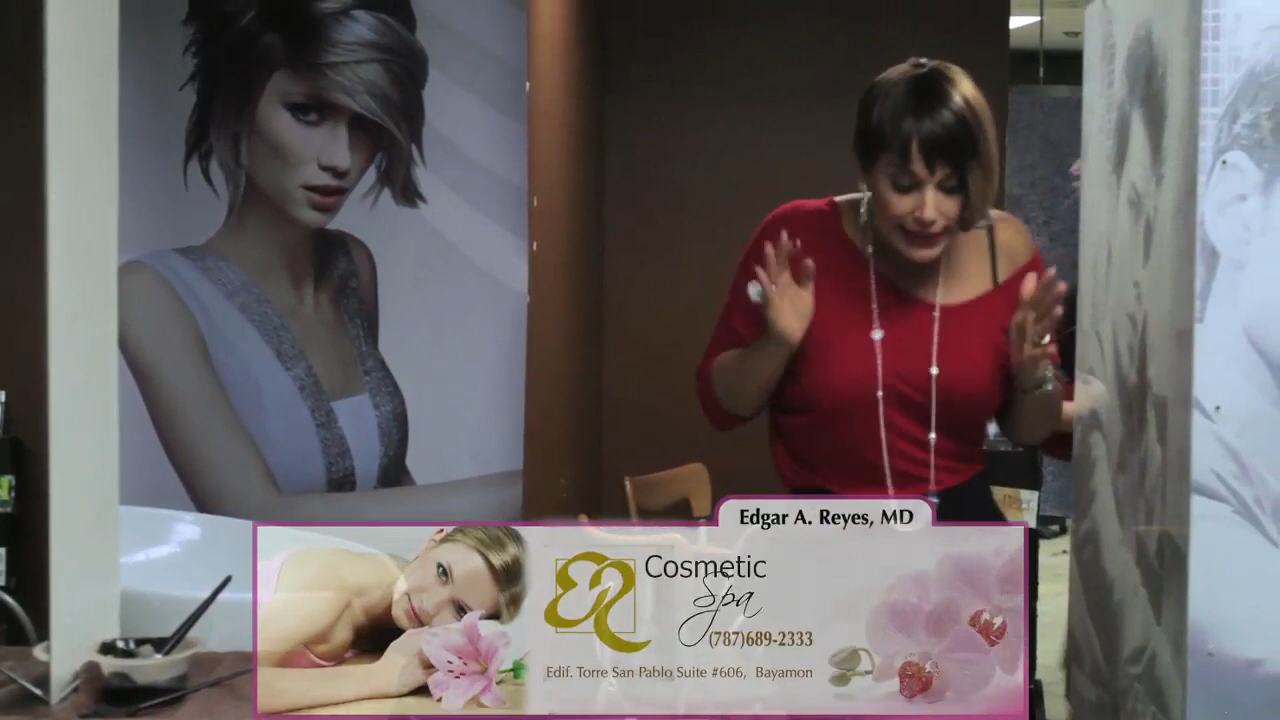 Edgar A. Reyes, MD
ER
Cosmetic
Spa
(787)689-2333
Edif. Torre San Pablo Suite #606, Bayamon